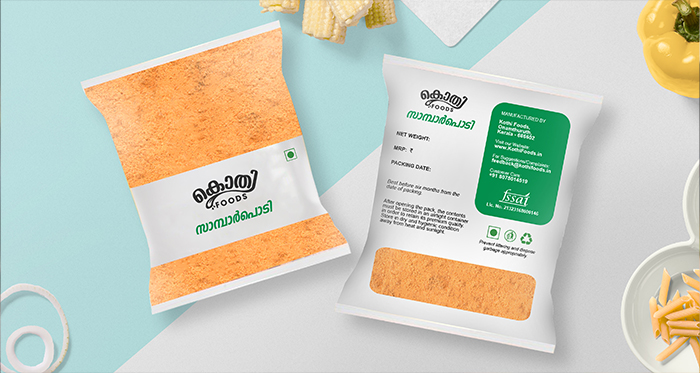 കൊതി
FOODS
സാമ്പാർപൊടി
കൊതി
FOODS
സാമ്പാർപൊടി
NET WEIGHT:
MRP: ₹
PACKING DATE:
Best before six months from the
date of packing.
After opening the pack, the contents
must be stored in an airtight container
in order to retain its premium quality.
Store in dry and hygienic condition
away from heat and sunlight.
MANUFACTURED BY
Kothi Foods,
Onamthuruth
Kerala - 686602
Visit our Website
www.KothiFoods.in
For Suggestions/Complaints:
feedback@kothifoods.in
Customer Care
fssai
Prevent littering and dispose
garbage appropriately